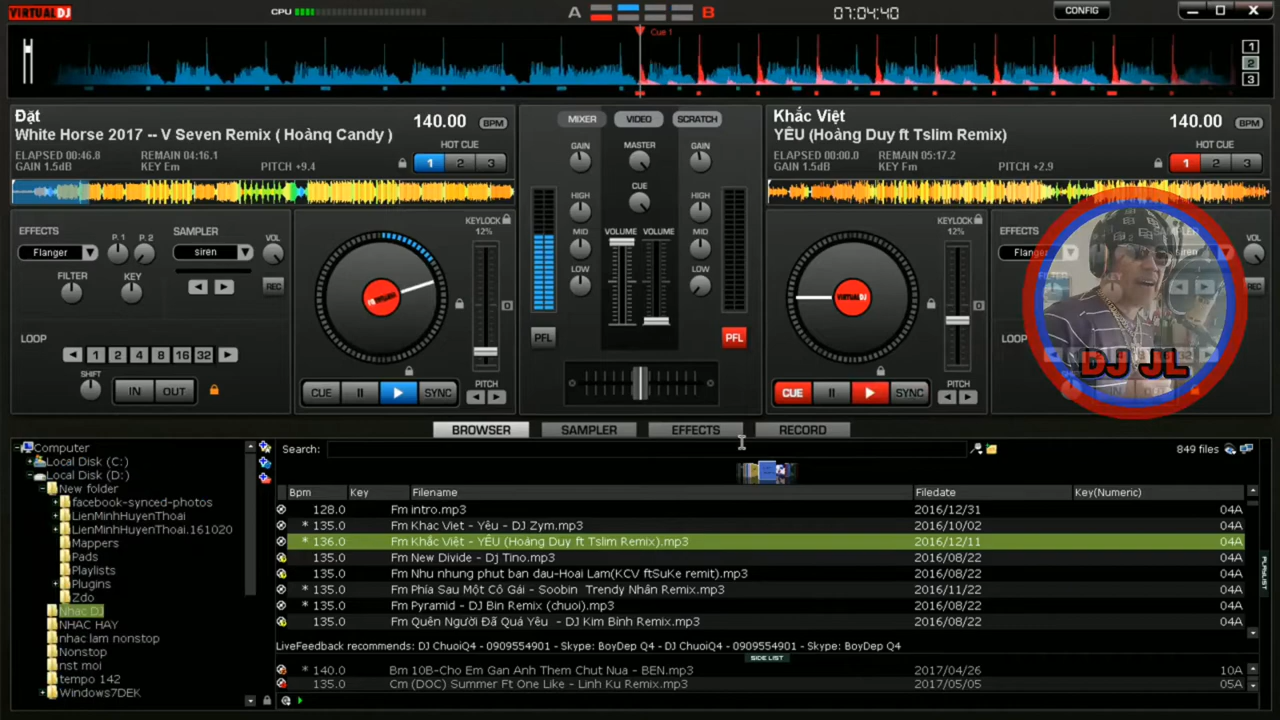 VIRTUAL DJ
CPU
A
B
07:04:40
CONFIG
Cue 1
1
2
3
Đặt
White Horse 2017 -- V Seven Remix ( Hoànq Candy )
140.00 BPM
ELAPSED 00:46.8 REMAIN 04:16.1
GAIN 1.5dB KEY Em PITCH +9.4
HOT CUE
1 2 3
MIXER VIDEO SCRATCH
GAIN MASTER GAIN
CUE
HIGH HIGH
MID MID
LOW LOW
VOLUME VOLUME
PFL PFL
Khắc Việt
YÊU (Hoàng Duy ft Tslim Remix)
140.00 BPM
ELAPSED 00:00.0 REMAIN 05:17.2
GAIN 1.5dB KEY Fm PITCH +2.9
HOT CUE
1 2 3
EFFECTS P. 1 P. 2 SAMPLER VOL
Flanger siren
FILTER KEY REC
LOOP
1 2 4 8 16 32
SHIFT IN OUT
KEYLOCK
12%
CUE SYNC PITCH
VIRTUAL DJ
KEYLOCK
12%
CUE SYNC PITCH
EFFECTS
Flanger
VOL
REC
LOOP
DJ JL
BROWSER SAMPLER EFFECTS RECORD
Computer
Local Disk (C:)
Local Disk (D:)
New folder
facebook-synced-photos
LienMinhHuyenThoai
LienMinhHuyenThoai.161020
Mappers
Pads
Playlists
Plugins
Zdo
Nhac DJ
NHAC HAY
nhac lam nonstop
Nonstop
nst moi
tempo 142
Windows7DEK
Search: 849 files
Bpm Key Filename Filedate Key(Numeric)
128.0 Fm intro.mp3 2016/12/31 04A
* 135.0 Fm Khac Viet - Yêu - DJ Zym.mp3 2016/10/02 04A
* 136.0 Fm Khắc Việt - YÊU (Hoàng Duy ft Tslim Remix).mp3 2016/12/11 04A
135.0 Fm New Divide - Dj Tino.mp3 2016/08/22 04A
135.0 Fm Nhu nhung phut ban dau-Hoai Lam(KCV ftSuKe remit).mp3 2016/08/22 04A
* 135.0 Fm Phía Sau Một Cô Gái - Soobin Trendy Nhân Remix.mp3 2016/11/22 04A
* 135.0 Fm Pyramid - DJ Bin Remix (chuoi).mp3 2016/08/22 04A
135.0 Fm Quên Người Đã Quá Yêu - DJ Kim Bính Remix.mp3 2016/08/22 04A
LiveFeedback recommends: DJ ChuoiQ4 - 0909554901 - Skype: BoyDep Q4 - DJ ChuoiQ4 - 0909554901 - Skype: BoyDep Q4
SIDE LIST
* 140.0 Bm 10B-Cho Em Gan Anh Them Chut Nua - BEN.mp3 2017/04/26 10A
135.0 Cm (DOC) Summer Ft One Like - Linh Ku Remix.mp3 2017/05/05 05A
PLAYLIST